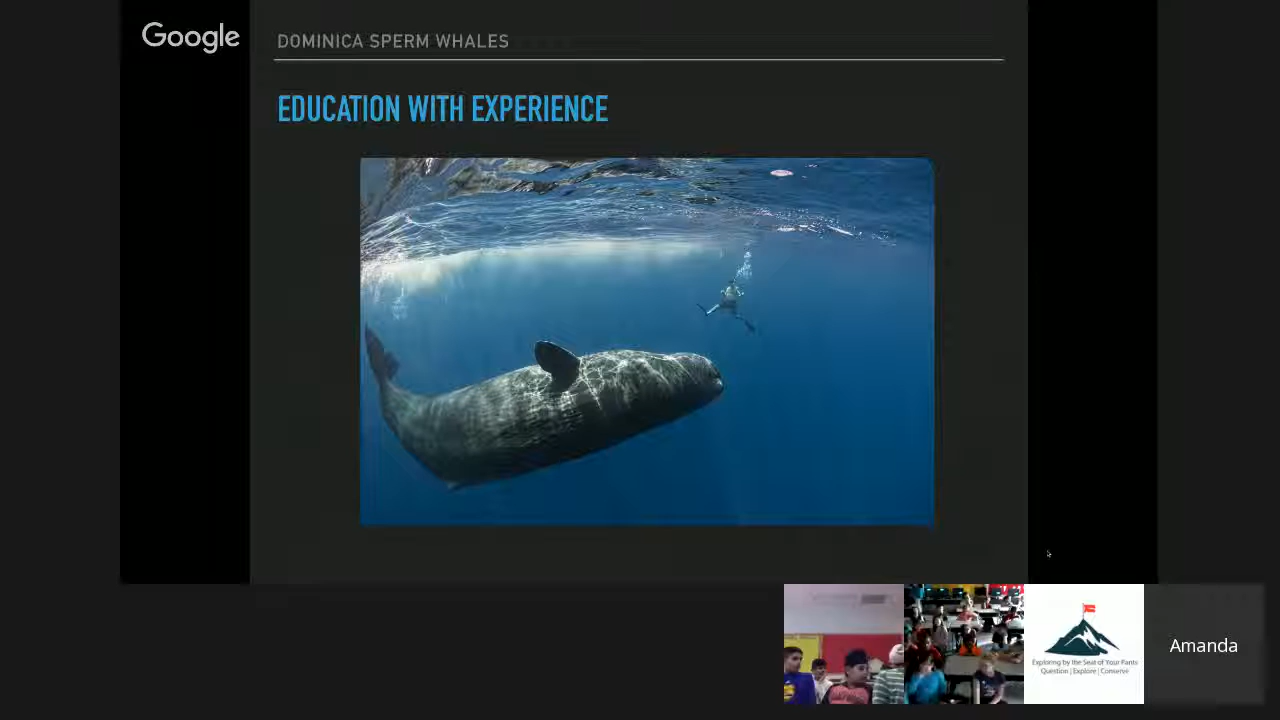 Google
DOMINICA SPERM WHALES
EDUCATION WITH EXPERIENCE
Exploring by the Seat of Your Pants
Question | Explore | Conserve
Amanda